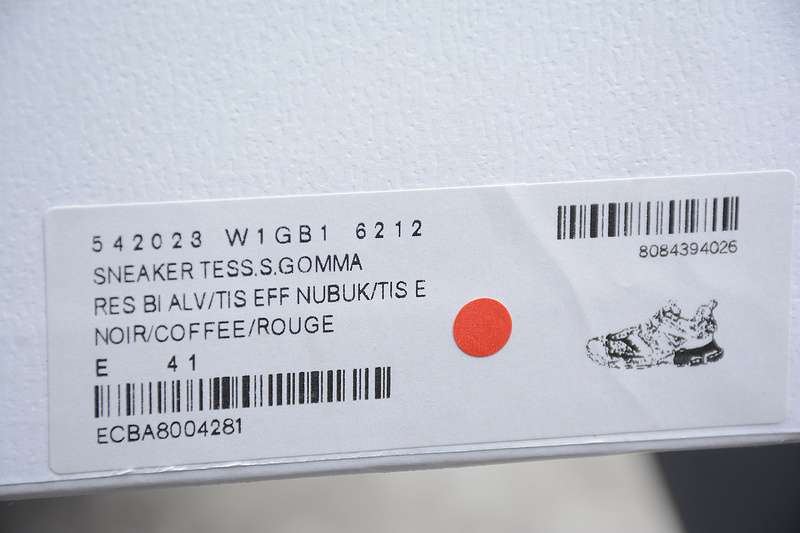 542023 W1GB1 6212
SNEAKER TESS.S.GOMMA
RES BI ALV/TIS EFF NUBUK/TIS E
NOIR/COFFEE/ROUGE
E 41
ECBA8004281
8084394026